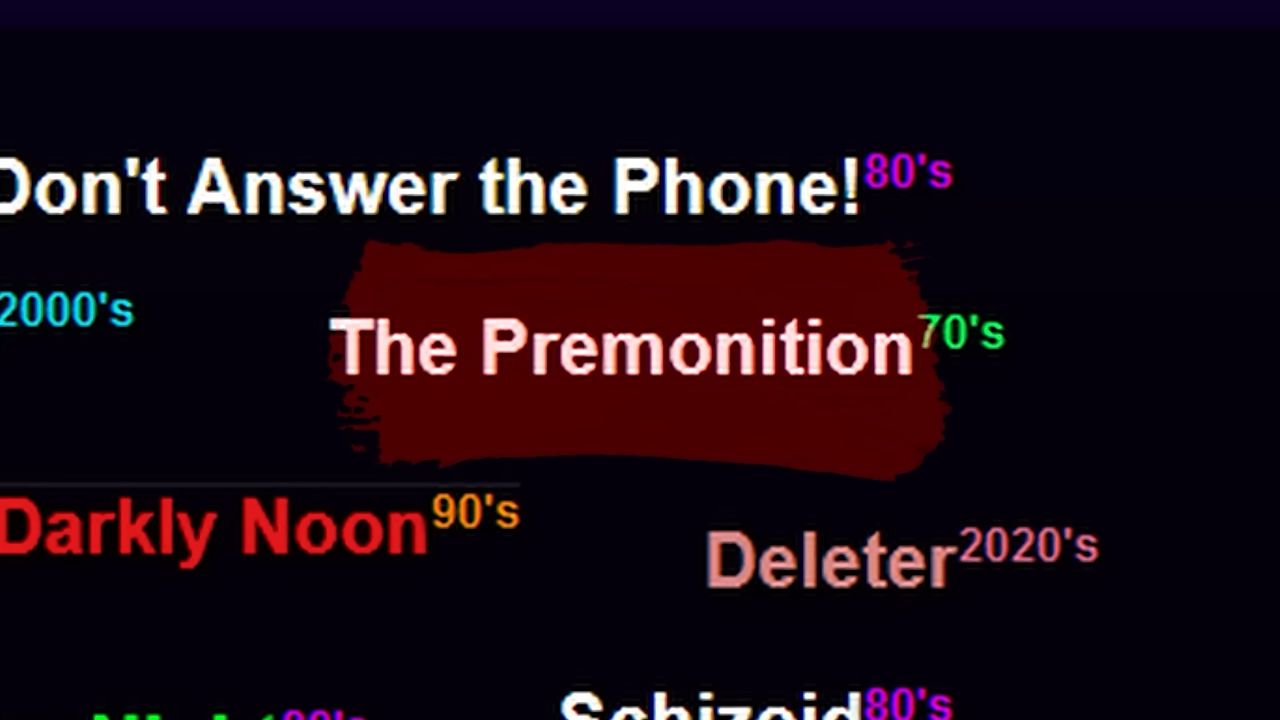 Don't Answer the Phone!80's
2000's
The Premonition70's
Darkly Noon90's
Deleter2020's
Schizoid80's